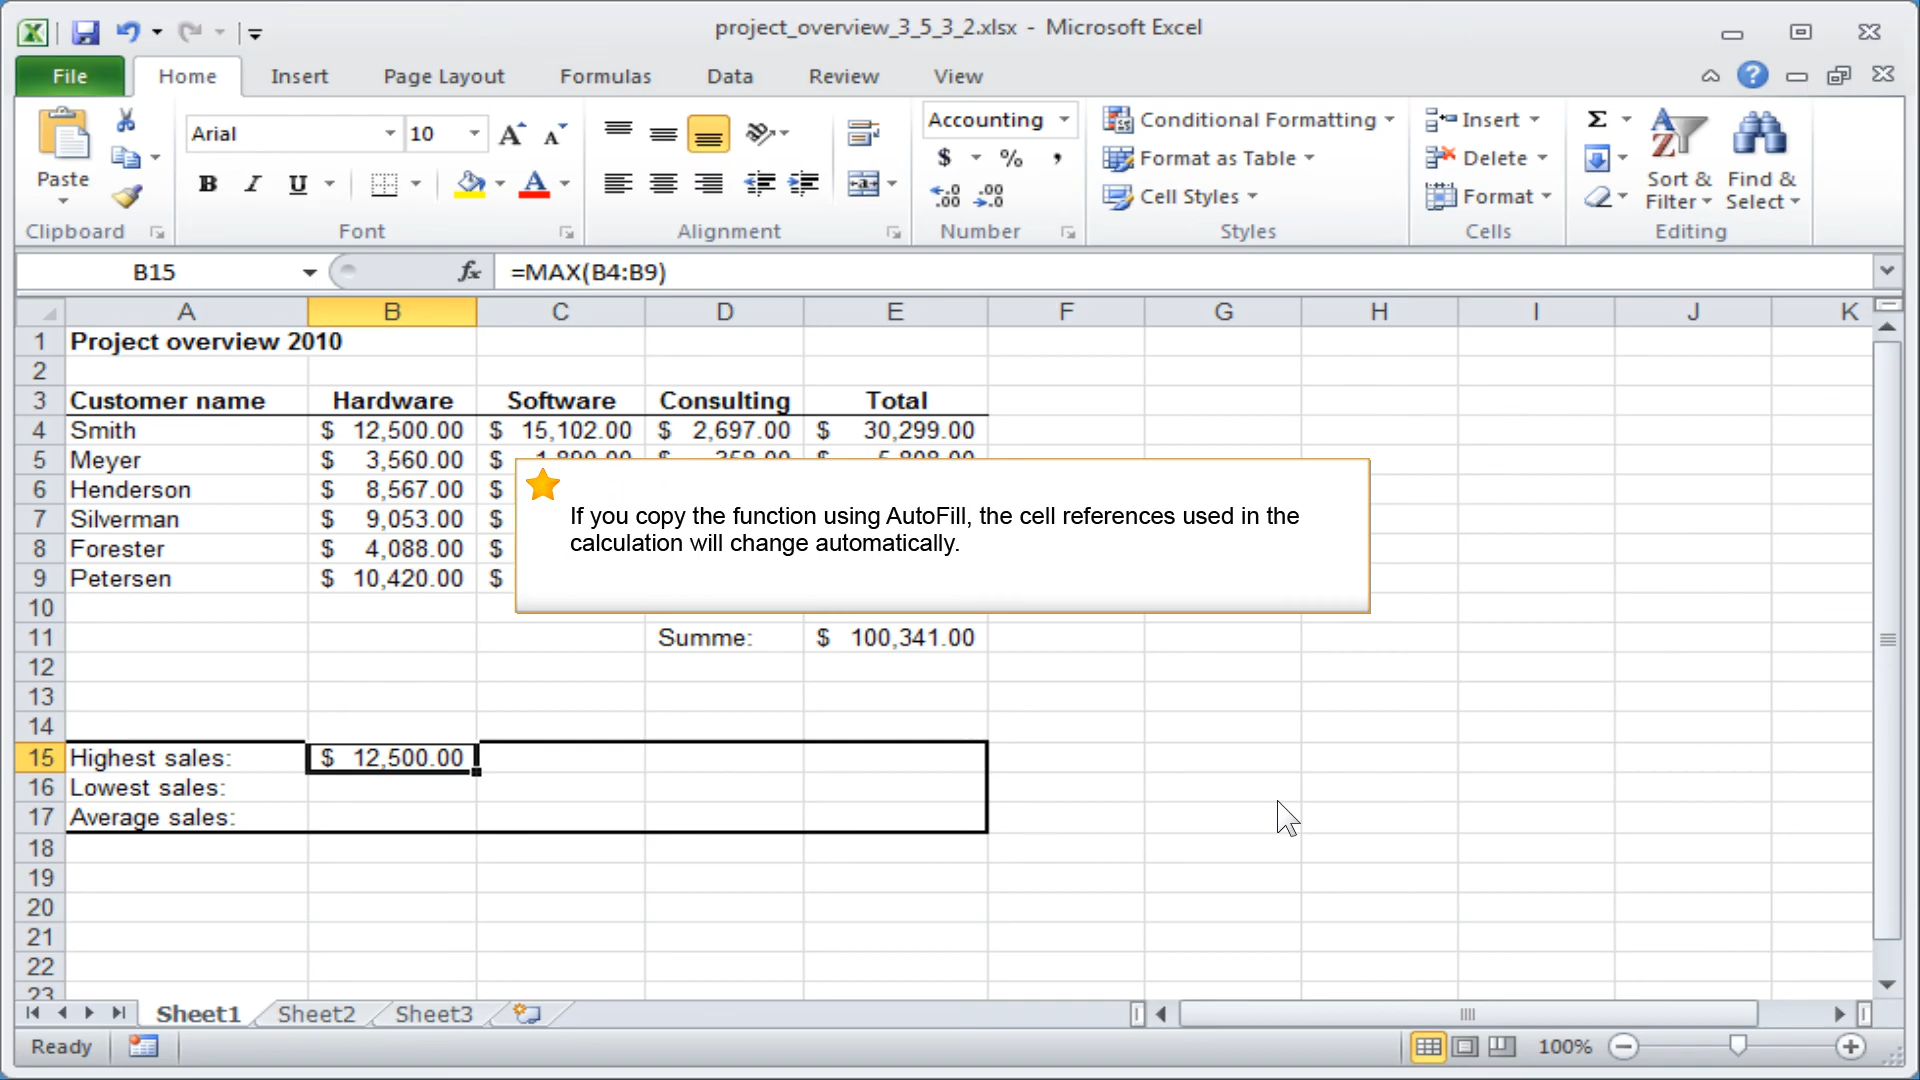 project_overview_3_5_3_2.xlsx - Microsoft Excel
File Home Insert Page Layout Formulas Data Review View
Paste
Clipboard
Arial 10
B I U A
Font
Alignment
Accounting
$ % ,
Number
Conditional Formatting
Format as Table
Cell Styles
Styles
Insert
Delete
Format
Cells
Σ
Sort & Filter
Find & Select
Editing
B15 fx =MAX(B4:B9)
A B C D E F G H I J K
1 Project overview 2010
2
3 Customer name Hardware Software Consulting Total
4 Smith $ 12,500.00 $ 15,102.00 $ 2,697.00 $ 30,299.00
5 Meyer $ 3,560.00 $
6 Henderson $ 8,567.00 $
7 Silverman $ 9,053.00 $
8 Forester $ 4,088.00 $
9 Petersen $ 10,420.00 $
If you copy the function using AutoFill, the cell references used in the
calculation will change automatically.
10
11 Summe: $ 100,341.00
12
13
14
15 Highest sales: $ 12,500.00
16 Lowest sales:
17 Average sales:
18
19
20
21
22
23
Sheet1 Sheet2 Sheet3
Ready 100%